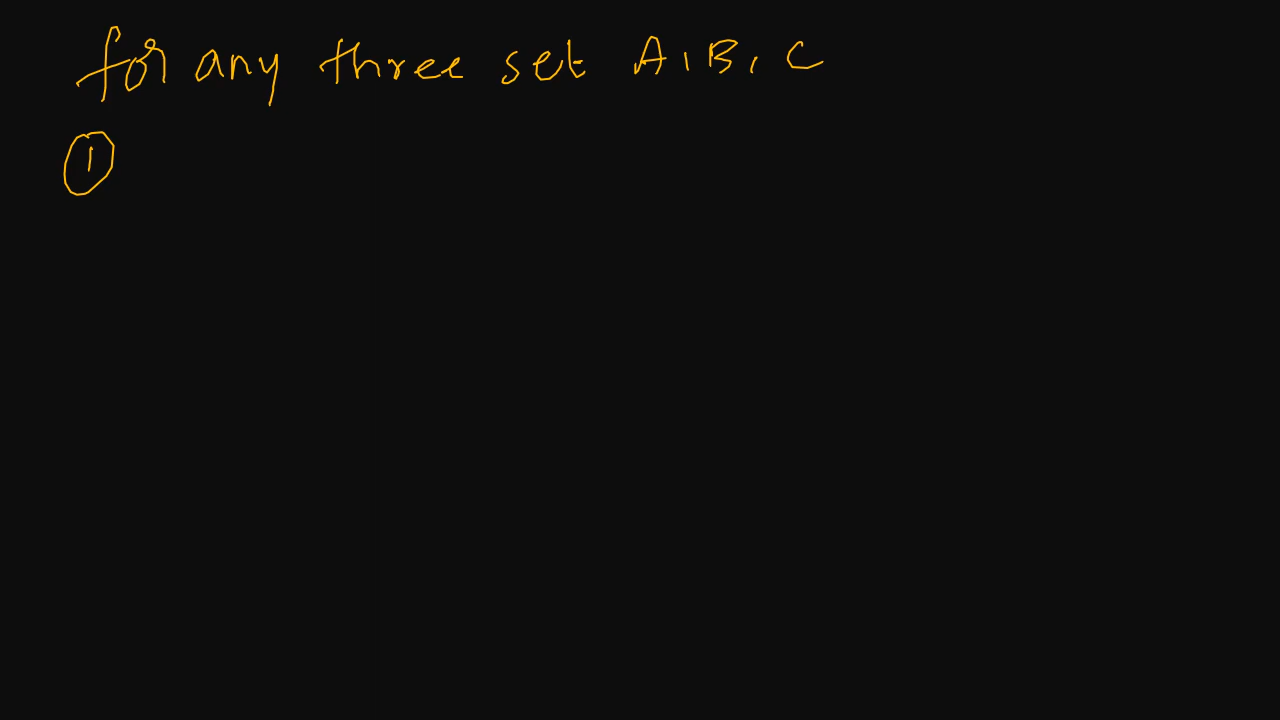 for any three set A, B, C
①